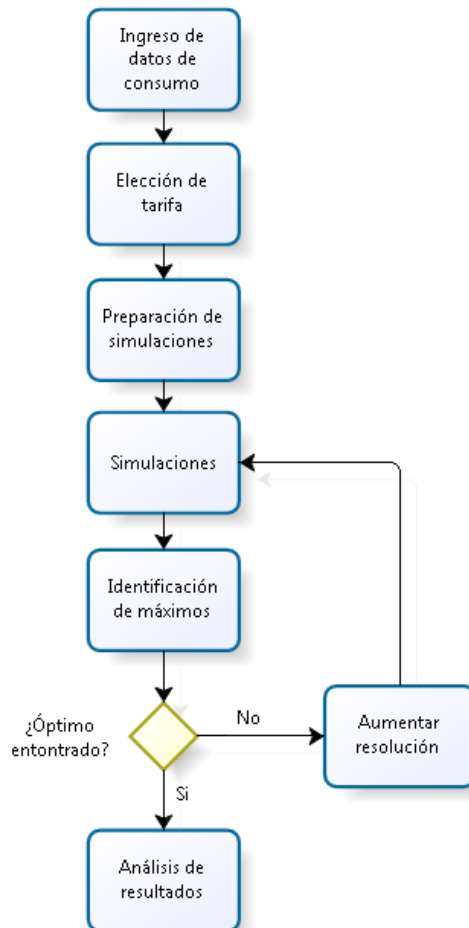 Ingreso de
datos de
consumo
Elección de
tarifa
Preparación de
simulaciones
Simulaciones
Identificación
de máximos
¿Óptimo
entontrado?
No
Aumentar
resolución
Si
Análisis de
resultados